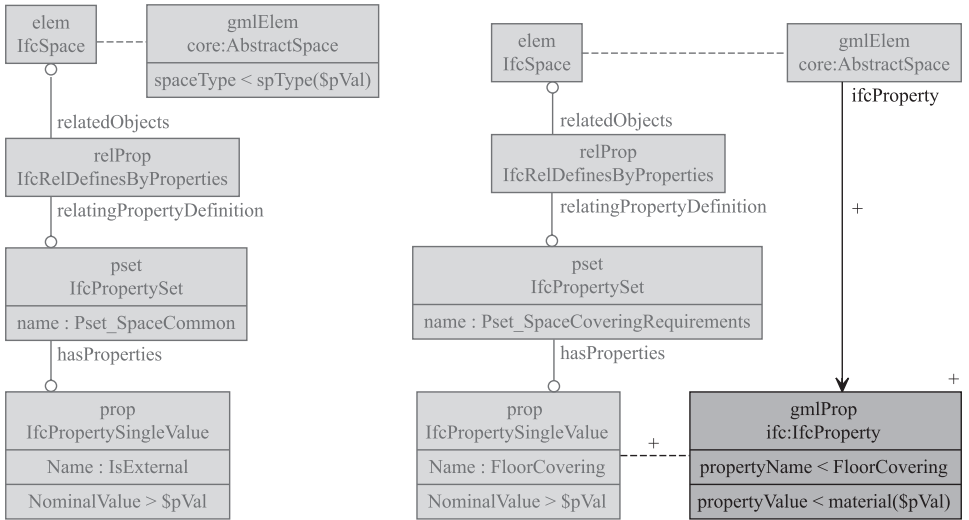 elem
IfcSpace
gmlElem
core:AbstractSpace
spaceType < spType($pVal)
relatedObjects
relProp
IfcRelDefinesByProperties
relatingPropertyDefinition
pset
IfcPropertySet
name : Pset_SpaceCommon
hasProperties
prop
IfcPropertySingleValue
Name : IsExternal
NominalValue > $pVal
elem
IfcSpace
gmlElem
core:AbstractSpace
ifcProperty
relatedObjects
relProp
IfcRelDefinesByProperties
relatingPropertyDefinition
+
pset
IfcPropertySet
name : Pset_SpaceCoveringRequirements
hasProperties
prop
IfcPropertySingleValue
Name : FloorCovering
NominalValue > $pVal
+
+
gmlProp
ifc:IfcProperty
propertyName < FloorCovering
propertyValue < material($pVal)